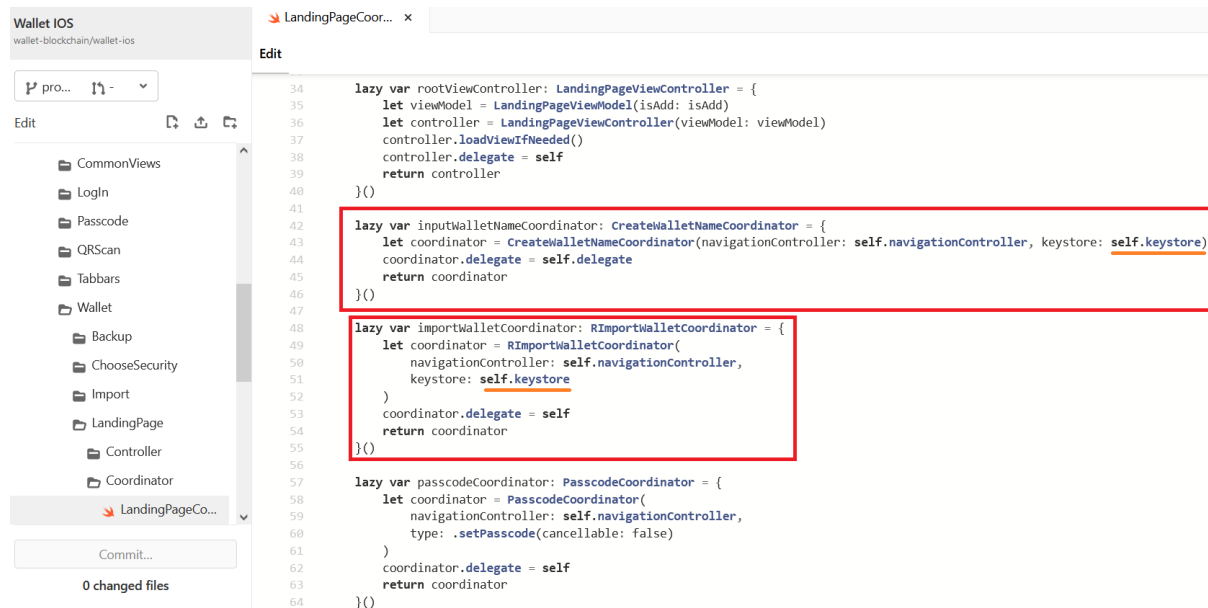 Wallet IOS
wallet-blockchain/wallet-ios
pro... -
Edit
CommonViews
LogIn
Passcode
QRScan
Tabbars
Wallet
Backup
ChooseSecurity
Import
LandingPage
Controller
Coordinator
LandingPageCo...
Commit...
0 changed files
LandingPageCoor... ×
Edit
34 lazy var rootViewController: LandingPageViewController = {
35 let viewModel = LandingPageViewModel(isAdd: isAdd)
36 let controller = LandingPageViewController(viewModel: viewModel)
37 controller.loadViewIfNeeded()
38 controller.delegate = self
39 return controller
40 }()
41
42 lazy var inputWalletNameCoordinator: CreateWalletNameCoordinator = {
43 let coordinator = CreateWalletNameCoordinator(navigationController: self.navigationController, keystore: self.keystore)
44 coordinator.delegate = self.delegate
45 return coordinator
46 }()
47
48 lazy var importWalletCoordinator: RImportWalletCoordinator = {
49 let coordinator = RImportWalletCoordinator(
50 navigationController: self.navigationController,
51 keystore: self.keystore
52 )
53 coordinator.delegate = self
54 return coordinator
55 }()
56
57 lazy var passcodeCoordinator: PasscodeCoordinator = {
58 let coordinator = PasscodeCoordinator(
59 navigationController: self.navigationController,
60 type: .setPasscode(cancellable: false)
61 )
62 coordinator.delegate = self
63 return coordinator
64 }()